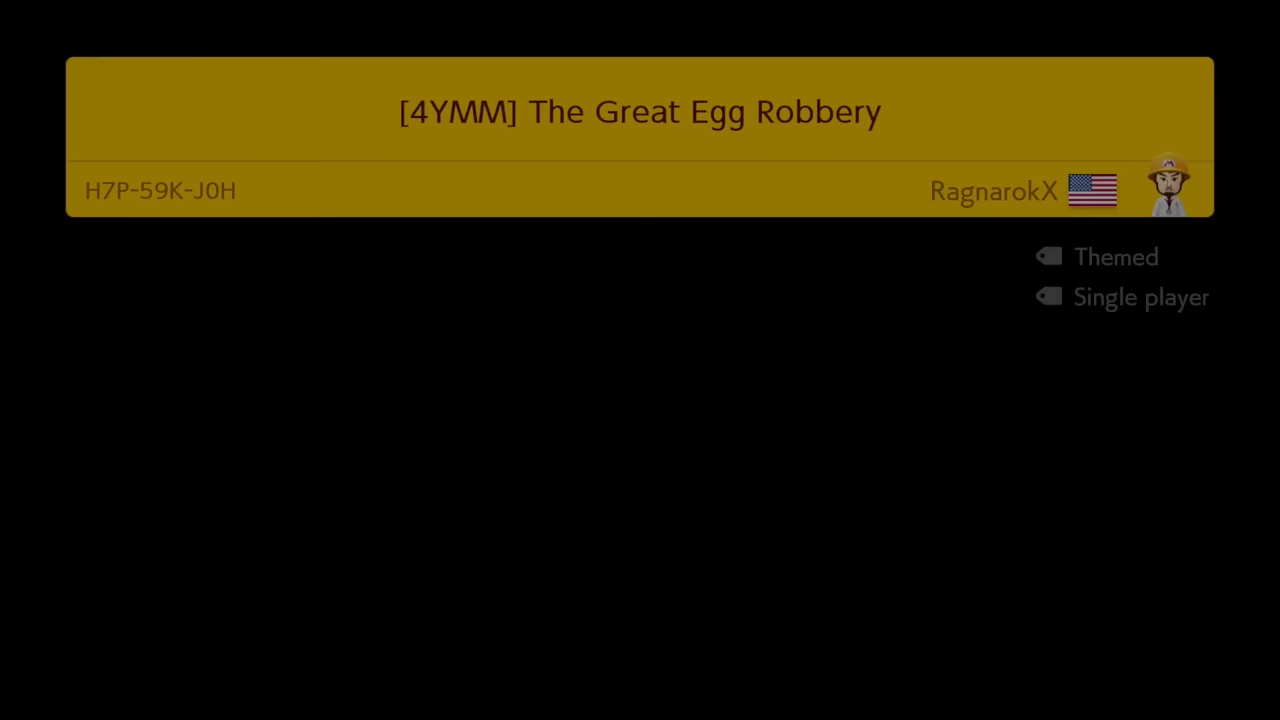 [4YMM] The Great Egg Robbery
H7P-59K-J0H
RagnarokX
M
Themed
Single player